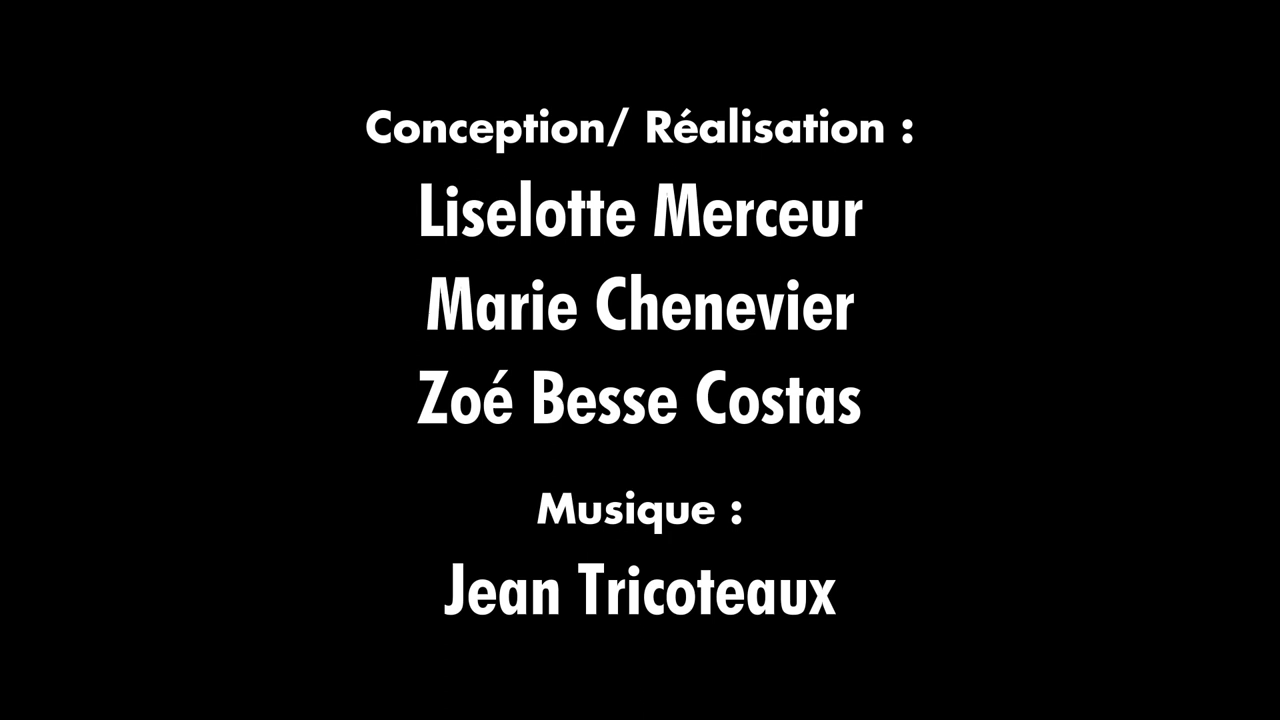 Conception/ Réalisation :
Liselotte Merceur
Marie Chenevier
Zoé Besse Costas
Musique :
Jean Tricoteaux